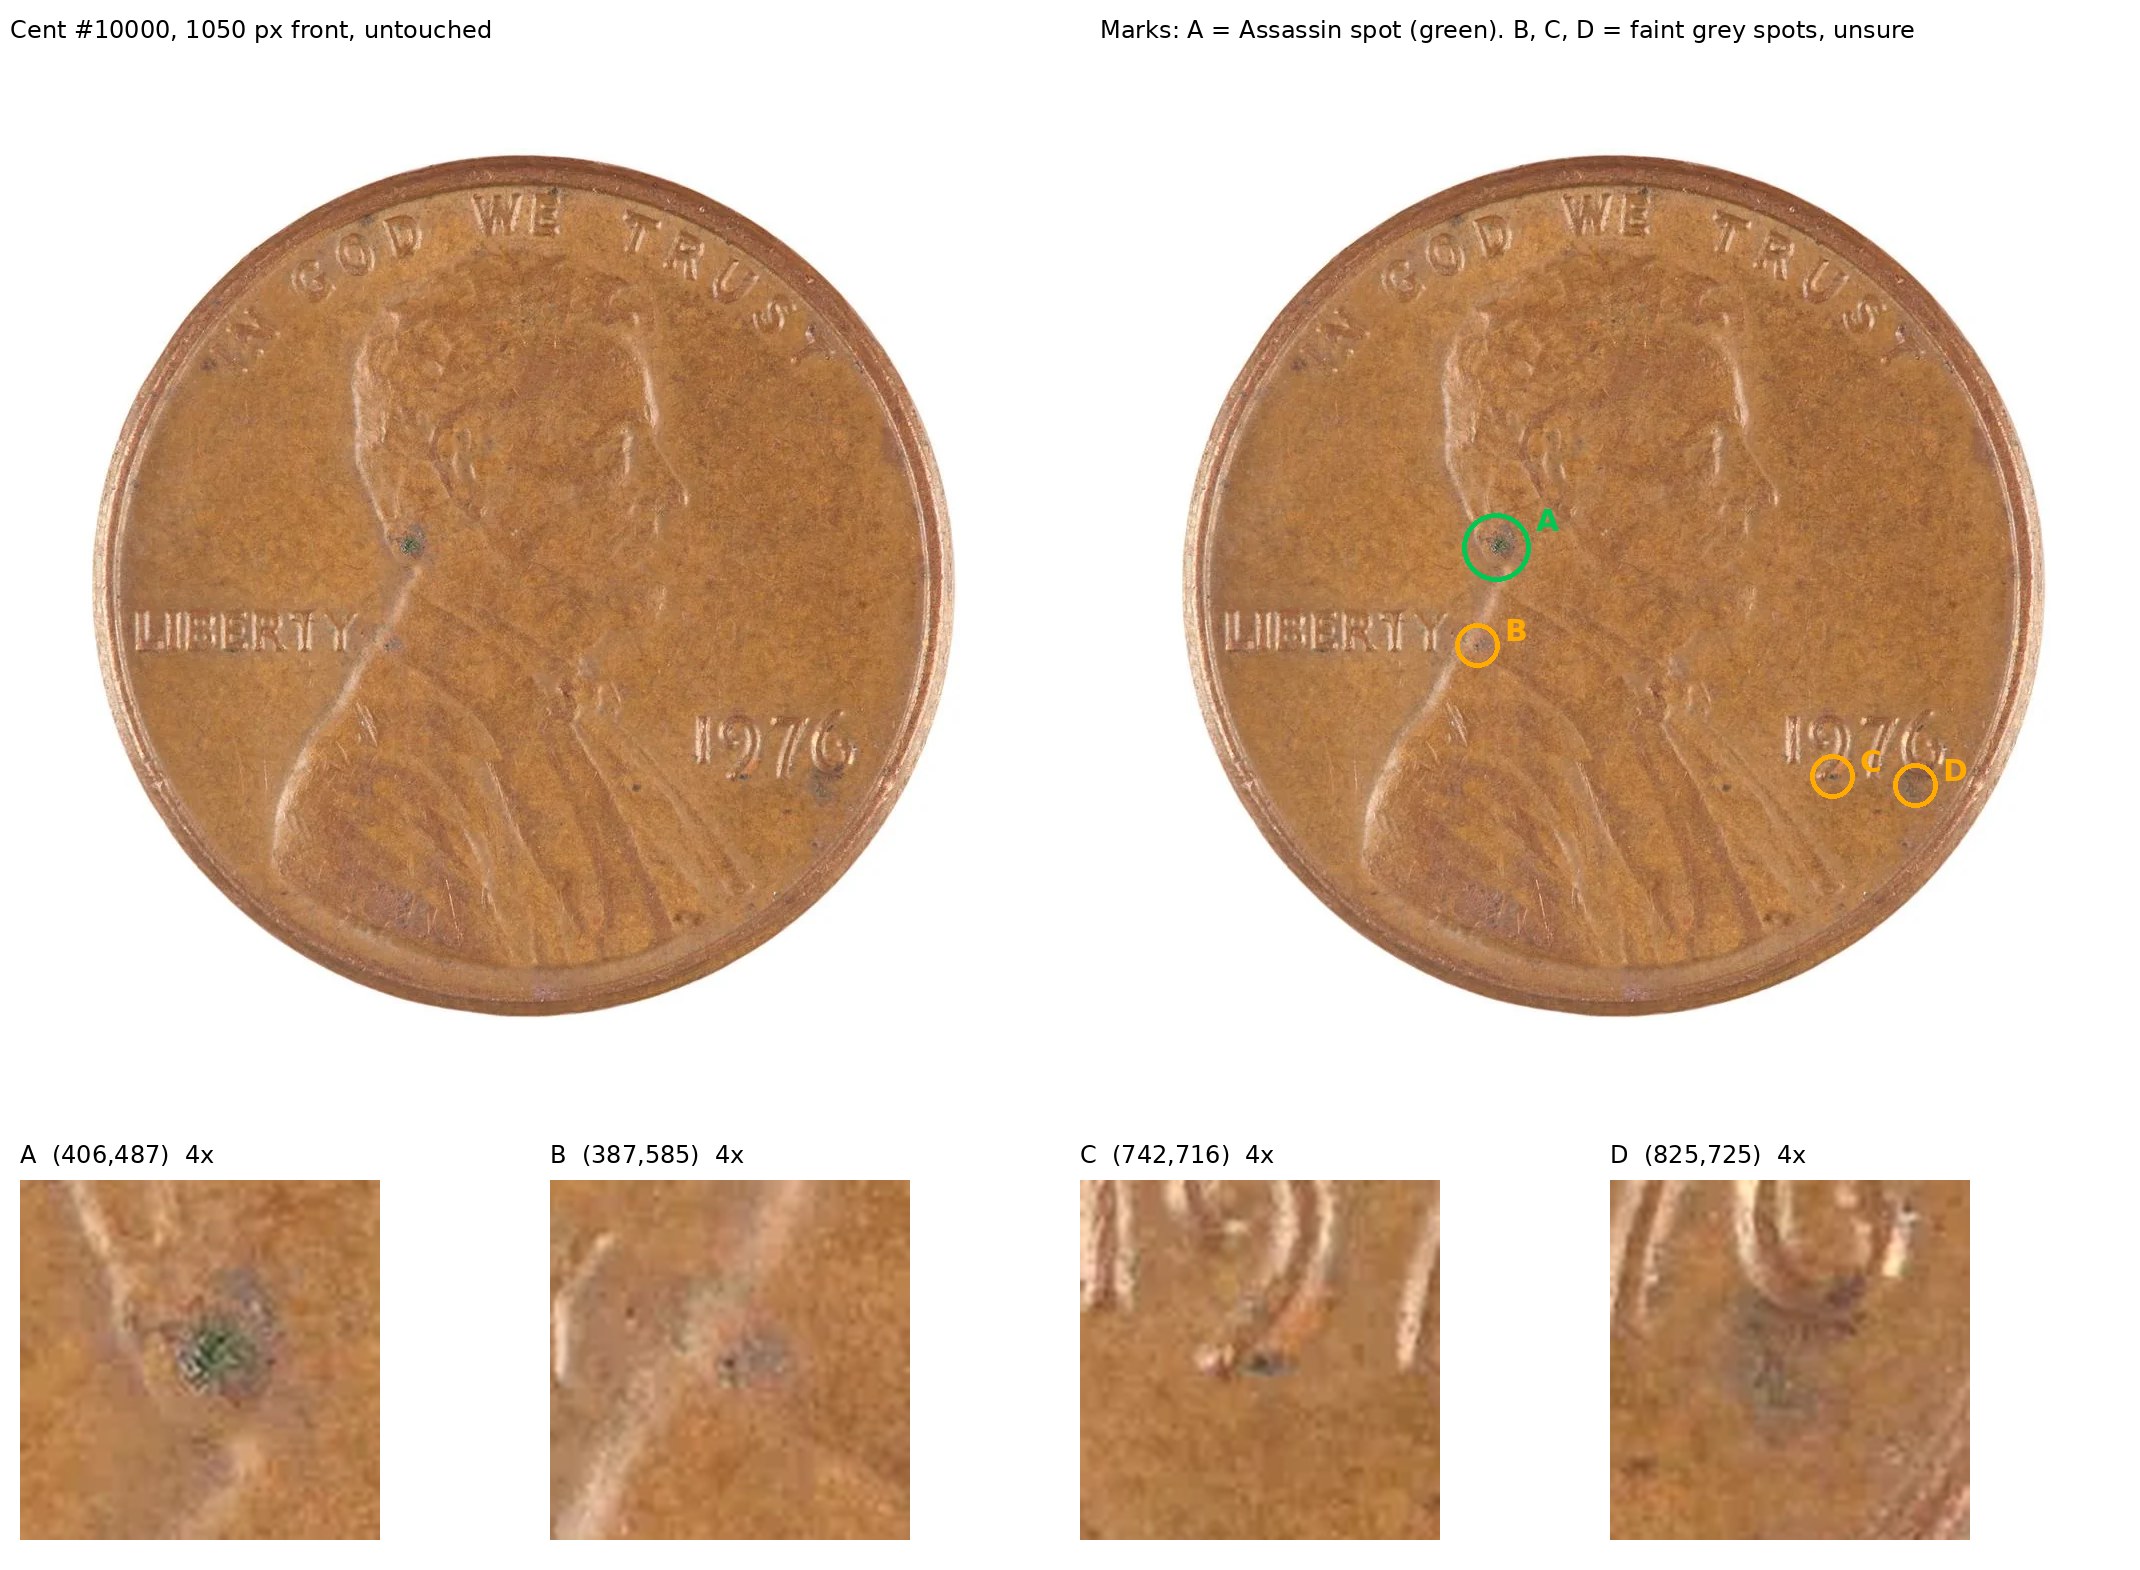 Cent #10000, 1050 px front, untouched
Marks: A = Assassin spot (green). B, C, D = faint grey spots, unsure
IN GOD WE TRUST
LIBERTY
1976
IN GOD WE TRUST
A
LIBERTY
B
1976
C
D
A (406,487) 4x
B (387,585) 4x
C (742,716) 4x
D (825,725) 4x